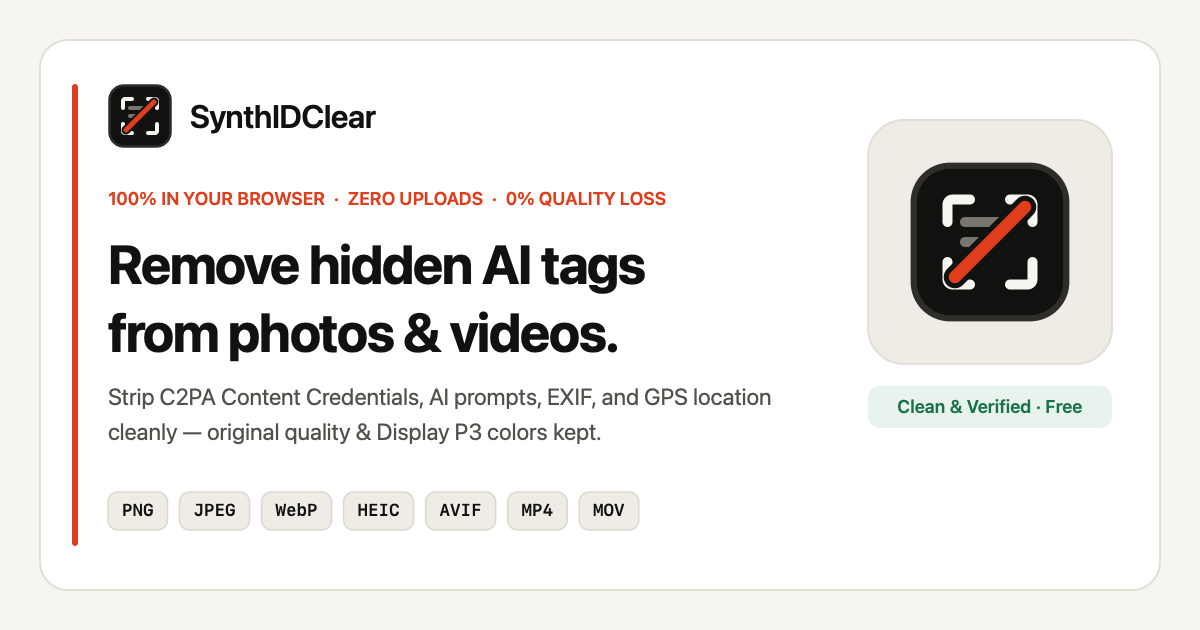 SynthIDClear
100% IN YOUR BROWSER · ZERO UPLOADS · 0% QUALITY LOSS
Remove hidden AI tags
from photos & videos.
Strip C2PA Content Credentials, AI prompts, EXIF, and GPS location
cleanly — original quality & Display P3 colors kept.
PNG JPEG WebP HEIC AVIF MP4 MOV
Clean & Verified · Free